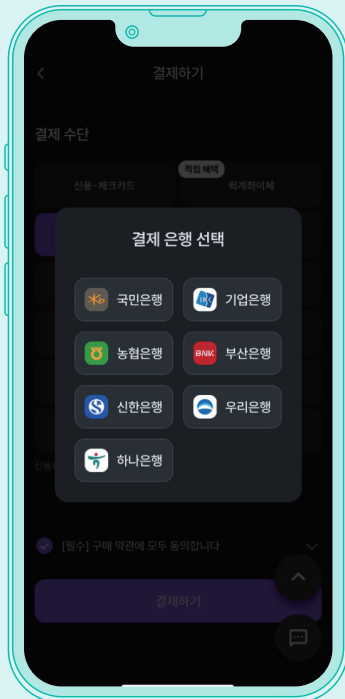 결제하기
결제 수단
적립 혜택
신용·체크카드 퀵계좌이체
결제 은행 선택
국민은행 기업은행
농협은행 BNK 부산은행
신한은행 우리은행
하나은행
신용
[필수] 구매 약관에 모두 동의합니다
결제하기